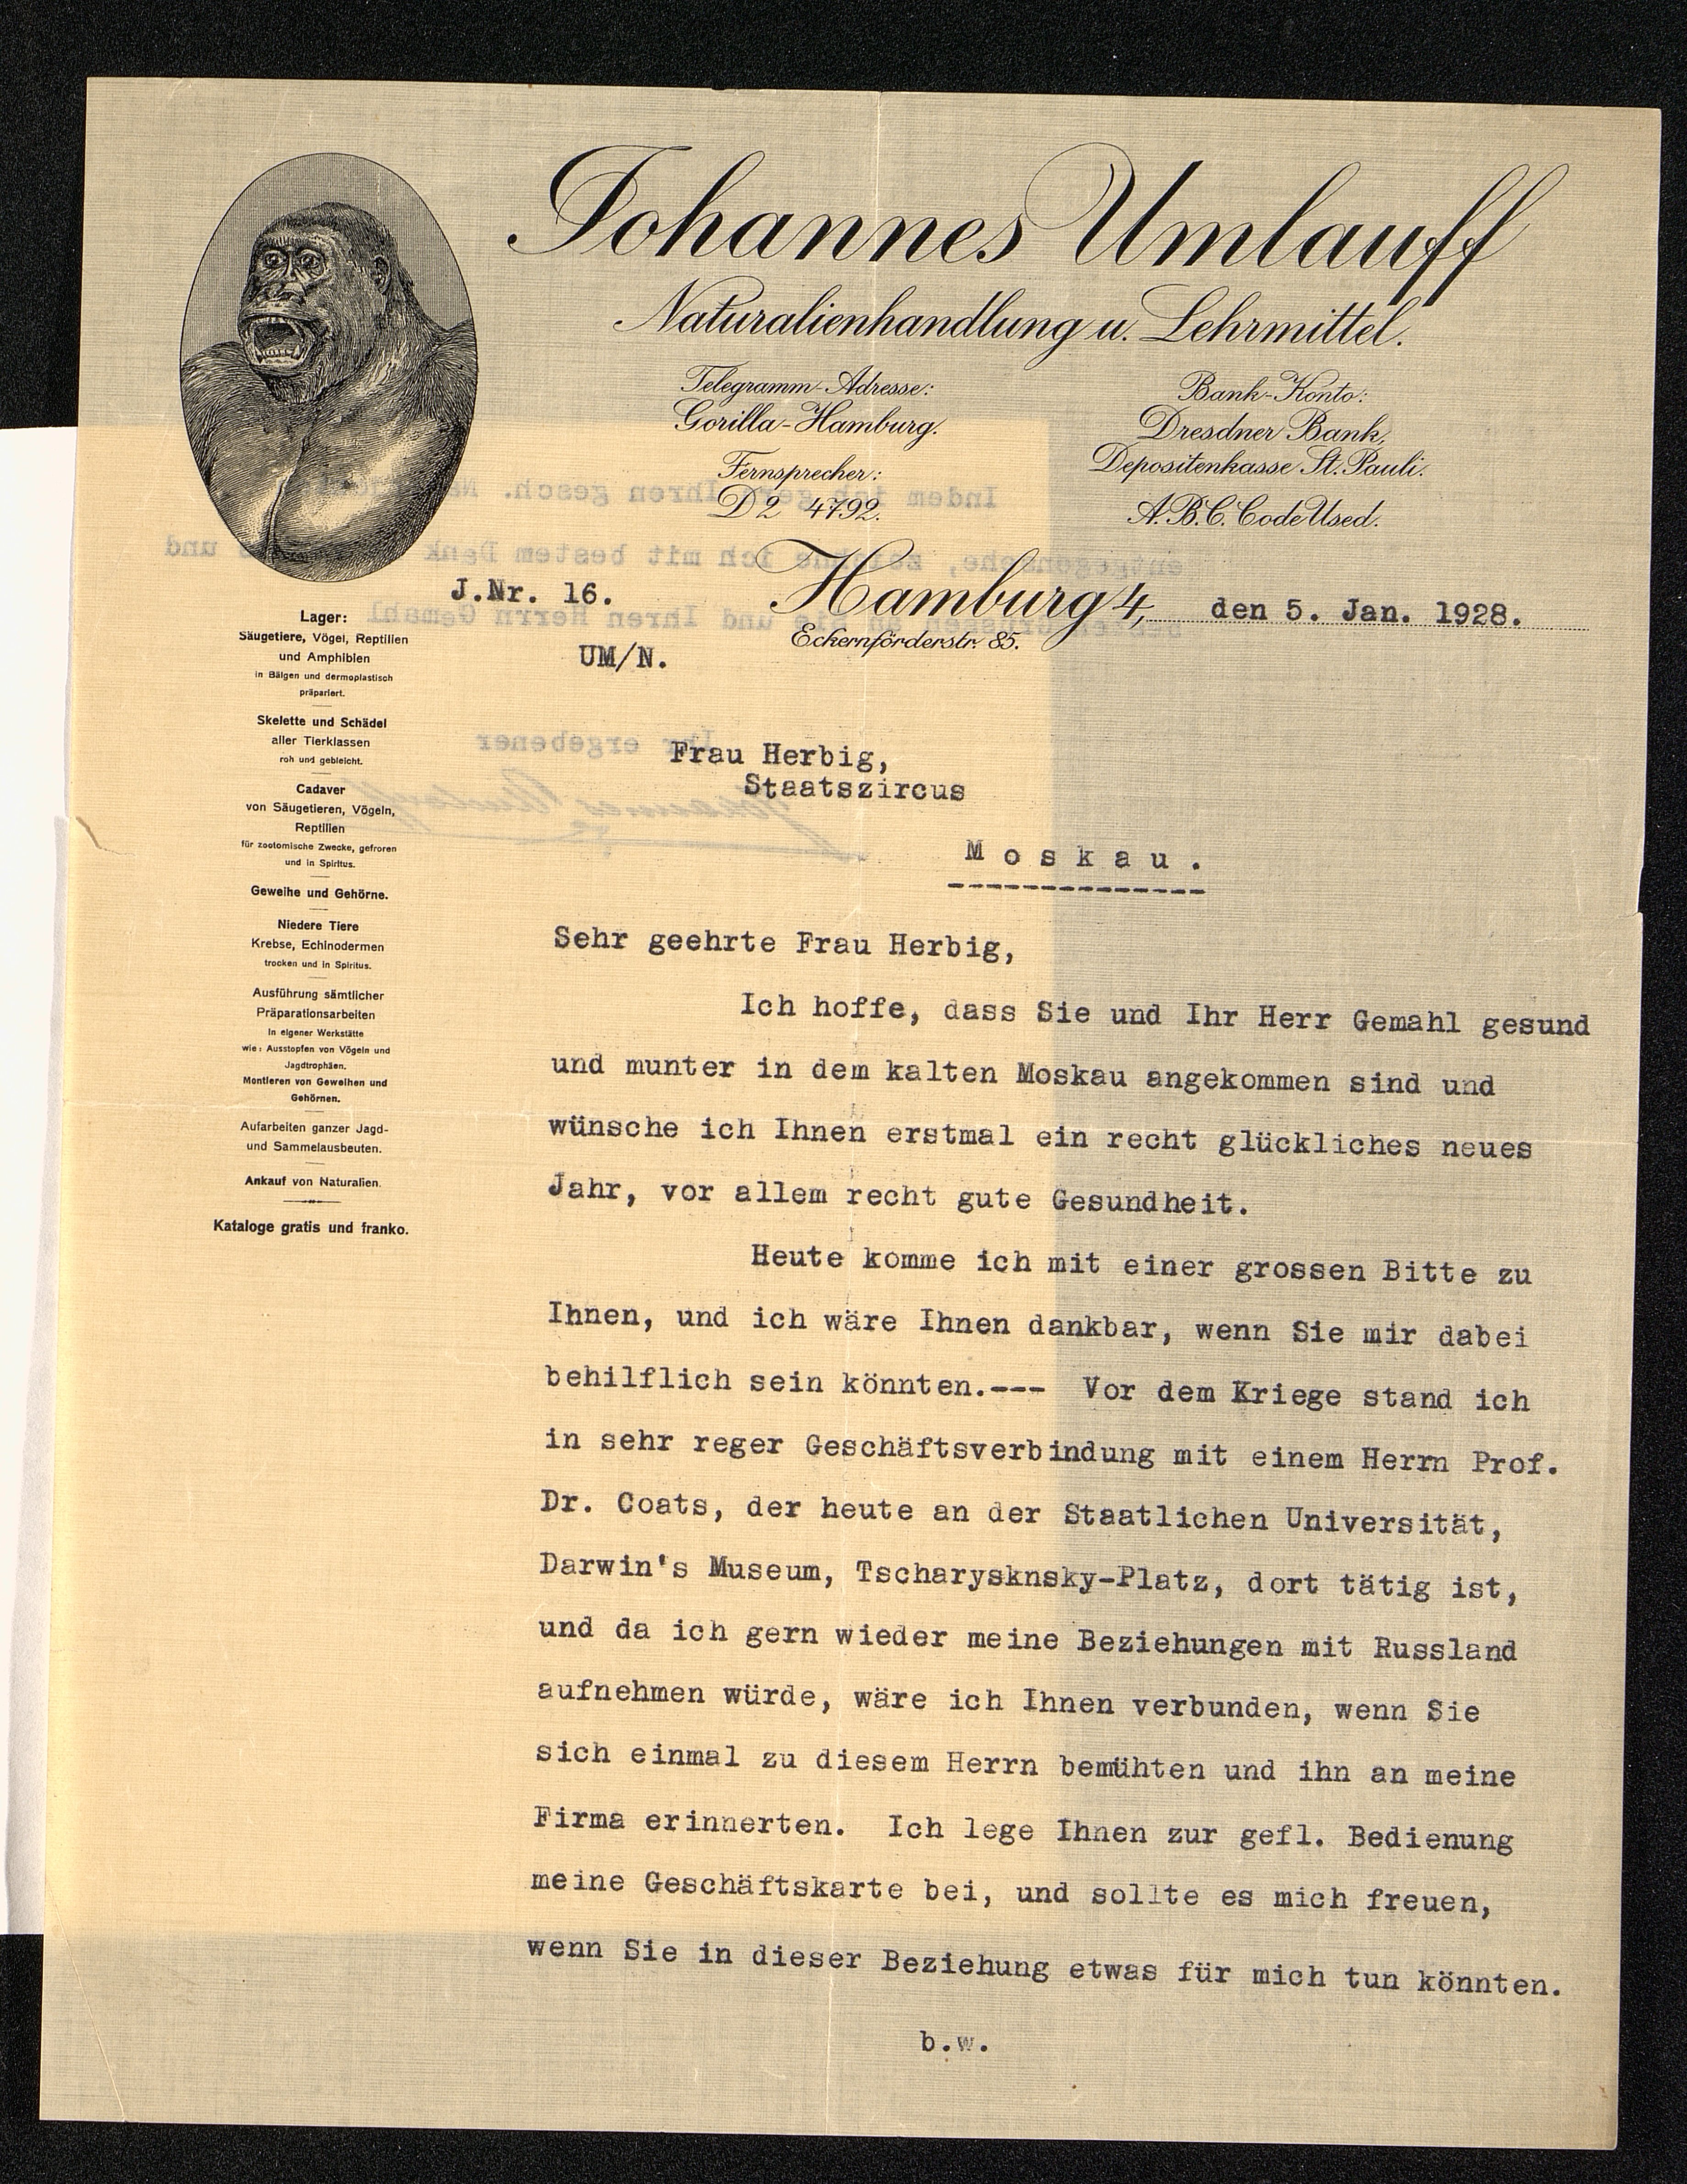 Johannes Umlauff
Naturalienhandlung u. Lehrmittel.
Telegramm-Adresse:
Gorilla-Hamburg.
Fernsprecher:
D2 4792.
Bank-Konto:
Dresdner Bank,
Depositenkasse St. Pauli.
A.B.C. Code Used.
Hamburg 4, den 5. Jan. 1928.
Eckernförderstr. 85.
J.Nr. 16.
UM/N.
Lager:
Säugetiere, Vögel, Reptilien
und Amphibien
in Bälgen und dermoplastisch
präpariert.
Skelette und Schädel
aller Tierklassen
roh und gebleicht.
Cadaver
von Säugetieren, Vögeln,
Reptilien
für zootomische Zwecke, gefroren
und in Spiritus.
Geweihe und Gehörne.
Niedere Tiere
Krebse, Echinodermen
trocken und in Spiritus.
Ausführung sämtlicher
Präparationsarbeiten
in eigener Werkstätte
wie: Ausstopfen von Vögeln und
Jagdtrophäen.
Montieren von Geweihen und
Gehörnen.
Aufarbeiten ganzer Jagd-
und Sammelausbeuten.
Ankauf von Naturalien.
Kataloge gratis und franko.
Frau Herbig,
Staatszircus
Moskau.
Sehr geehrte Frau Herbig,
Ich hoffe, dass Sie und Ihr Herr Gemahl gesund
und munter in dem kalten Moskau angekommen sind und
wünsche ich Ihnen erstmal ein recht glückliches neues
Jahr, vor allem recht gute Gesundheit.
Heute komme ich mit einer grossen Bitte zu
Ihnen, und ich wäre Ihnen dankbar, wenn Sie mir dabei
behilflich sein könnten.--- Vor dem Kriege stand ich
in sehr reger Geschäftsverbindung mit einem Herrn Prof.
Dr. Coats, der heute an der Staatlichen Universität,
Darwin's Museum, Tscharysknsky-Platz, dort tätig ist,
und da ich gern wieder meine Beziehungen mit Russland
aufnehmen würde, wäre ich Ihnen verbunden, wenn Sie
sich einmal zu diesem Herrn bemühten und ihn an meine
Firma erinnerten. Ich lege Ihnen zur gefl. Bedienung
meine Geschäftskarte bei, und sollte es mich freuen,
wenn Sie in dieser Beziehung etwas für mich tun könnten.
b.w.